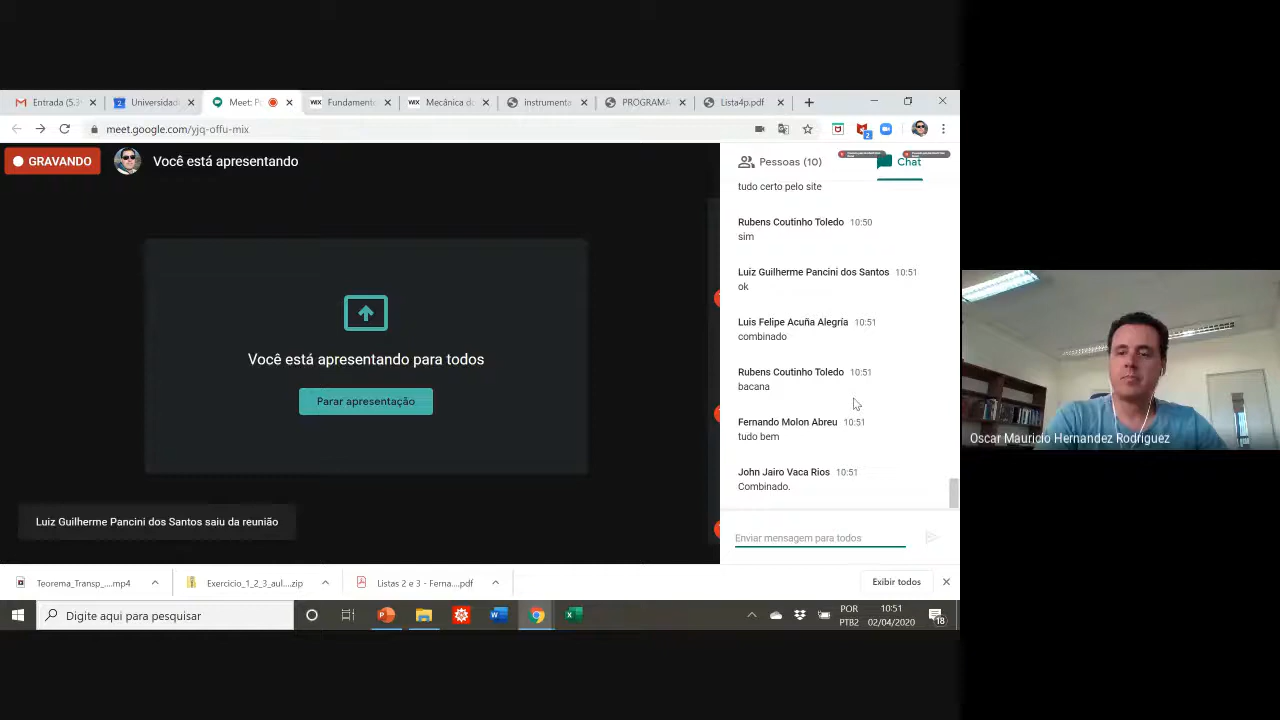 Entrada (5.3
Universidad
Meet: P
WIX Fundament
WIX Mecânica d
instrumenta
PROGRAMA
Lista4p.pdf
meet.google.com/yjq-offu-mix
2
GRAVANDO
Você está apresentando
Pessoas (10)
Chat
tudo certo pelo site
Rubens Coutinho Toledo 10:50
sim
Luiz Guilherme Pancini dos Santos 10:51
ok
Luis Felipe Acuña Alegría 10:51
combinado
Rubens Coutinho Toledo 10:51
bacana
Fernando Molon Abreu 10:51
tudo bem
John Jairo Vaca Rios 10:51
Combinado.
Você está apresentando para todos
Parar apresentação
Luiz Guilherme Pancini dos Santos saiu da reunião
Enviar mensagem para todos
Oscar Mauricio Hernandez Rodriguez
Teorema_Transp_....mp4
Exercicio_1_2_3_aul....zip
Listas 2 e 3 - Ferna....pdf
Exibir todos
Digite aqui para pesquisar
POR
PTB2
10:51
02/04/2020
18